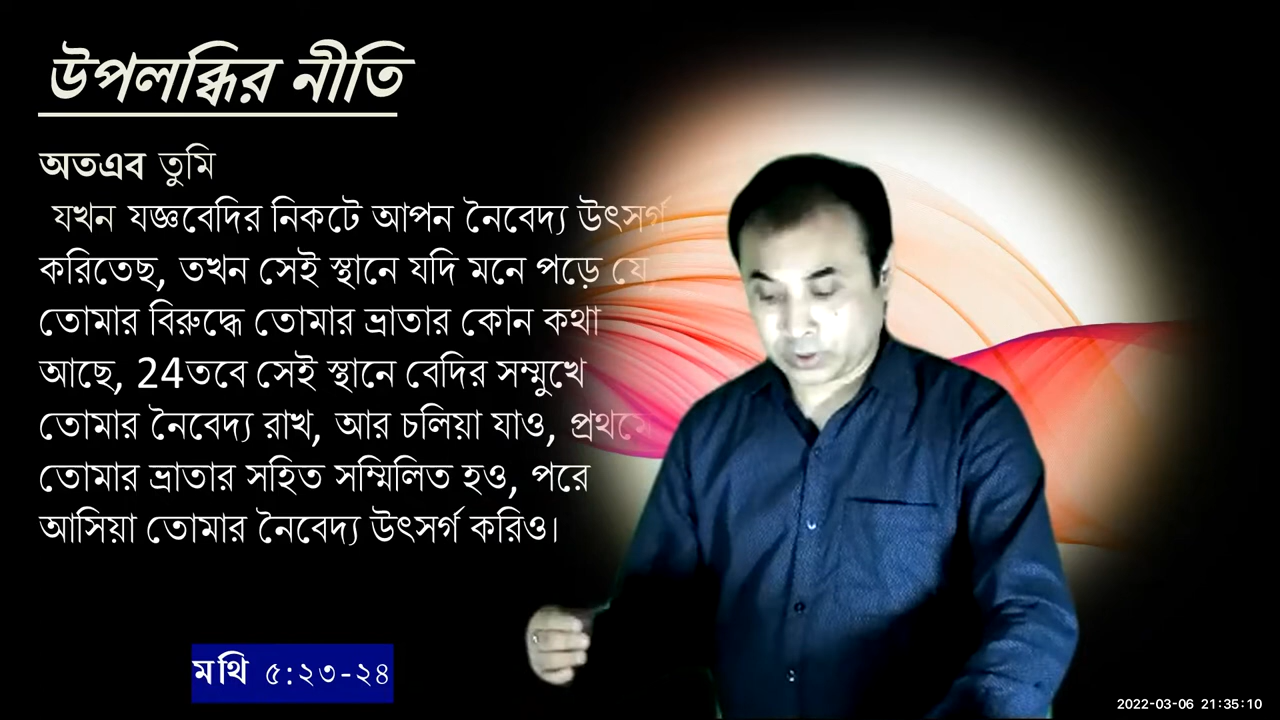 উপলব্ধির নীতি
অতএব তুমি
যখন যজ্ঞবেদির নিকটে আপন নৈবেদ্য উৎসর্গ
করিতেছ, তখন সেই স্থানে যদি মনে পড়ে যে,
তোমার বিরুদ্ধে তোমার ভ্রাতার কোন কথা
আছে, 24তবে সেই স্থানে বেদির সম্মুখে
তোমার নৈবেদ্য রাখ, আর চলিয়া যাও, প্রথমে
তোমার ভ্রাতার সহিত সম্মিলিত হও, পরে
আসিয়া তোমার নৈবেদ্য উৎসর্গ করিও।
মথি ৫:২৩-২৪
2022-03-06 21:35:10